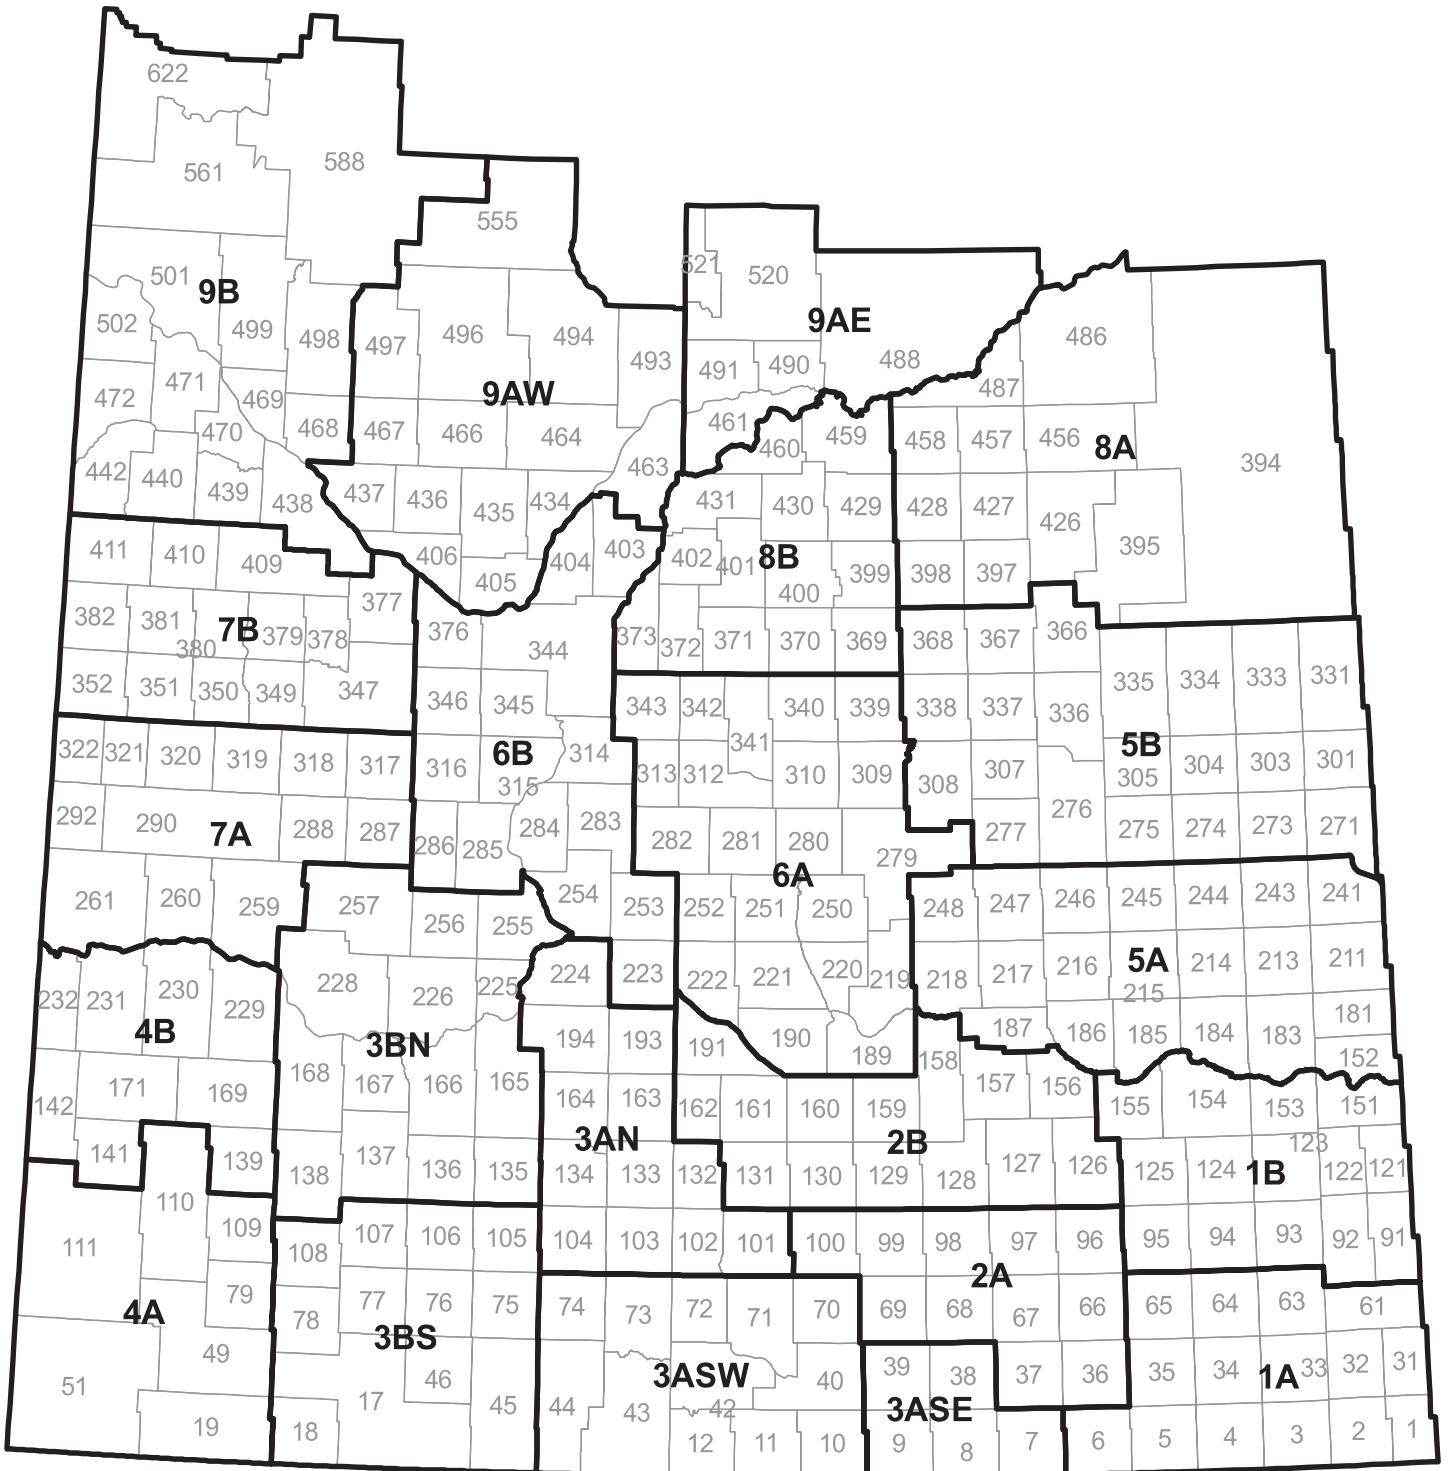 622
561 588
555
501 9B 521 520
502 499 498 497 496 494 493 9AE 486
9AW 491 490 488 487
472 471 469
470 468 467 466 464 463 461 460 459 458 457 456 8A 394
442 440 439 438 437 436 435 434 431 430 429 428 427 426 395
411 410 409 406 405 404 403 402 401 8B 400 399 398 397
382 381 380 7B 379 378 377 376 344 373 372 371 370 369 368 367 366
352 351 350 349 347 346 345 343 342 341 340 339 338 337 336 335 334 333 331
322 321 320 319 318 317 316 6B 315 314 313 312 310 309 308 307 5B 305 304 303 301
292 290 7A 288 287 286 285 284 283 282 281 280 279 277 276 275 274 273 271
6A
261 260 259 257 256 255 254 253 252 251 250 248 247 246 245 244 243 241
232 231 230 229 228 226 225 224 223 222 221 220 219 218 217 216 5A 215 214 213 211
4B 3BN 194 193 191 190 189 187 186 185 184 183 181
142 171 169 168 167 166 165 164 163 162 161 160 159 158 157 156 155 154 153 152 151
3AN 2B
141 139 138 137 136 135 134 133 132 131 130 129 128 127 126 125 124 1B 123 122 121
111 110 109 108 107 106 105 104 103 102 101 100 99 98 97 96 95 94 93 92 91
2A
4A 79 78 77 76 75 74 73 72 71 70 69 68 67 66 65 64 63 61
3BS
51 49 46 45 44 43 3ASW 42 40 39 38 37 36 35 34 1A 33 32 31
3ASE
19 18 17 12 11 10 9 8 7 6 5 4 3 2 1